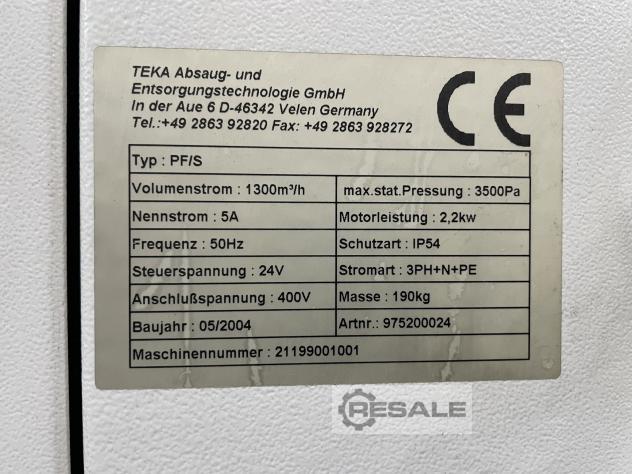 TEKA Absaug- und
Entsorgungstechnologie GmbH
In der Aue 6 D-46342 Velen Germany
Tel.:+49 2863 92820 Fax: +49 2863 928272
CE
Typ : PF/S
Volumenstrom : 1300m³/h max.stat.Pressung : 3500Pa
Nennstrom : 5A Motorleistung : 2,2kw
Frequenz : 50Hz Schutzart : IP54
Steuerspannung : 24V Stromart : 3PH+N+PE
Anschlußspannung : 400V Masse : 190kg
Baujahr : 05/2004 Artnr.: 975200024
Maschinennummer : 21199001001
RESALE